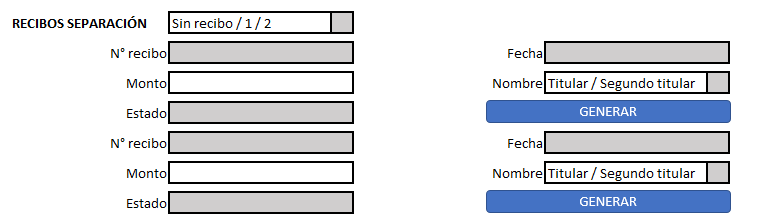 RECIBOS SEPARACIÓN Sin recibo / 1 / 2
N° recibo Fecha
Monto Nombre Titular / Segundo titular
Estado GENERAR
N° recibo Fecha
Monto Nombre Titular / Segundo titular
Estado GENERAR